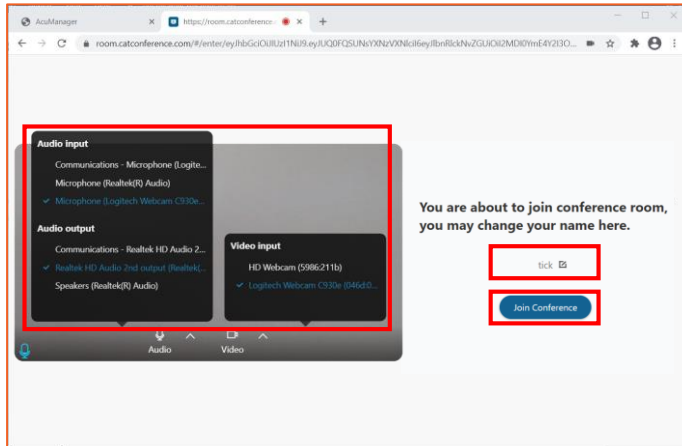 AcuManager
https://room.catconference.
room.catconference.com/#/enter/
Audio input
Communications - Microphone (Logite...
Microphone (Realtek(R) Audio)
Microphone (Logitech Webcam C930e...
Audio output
Communications - Realtek HD Audio 2...
Realtek HD Audio 2nd output (Realtek(...
Speakers (Realtek(R) Audio)
Video input
HD Webcam (5986:211b)
Logitech Webcam C930e (046d:0...
Audio
Video
You are about to join conference room,
you may change your name here.
tick
Join Conference